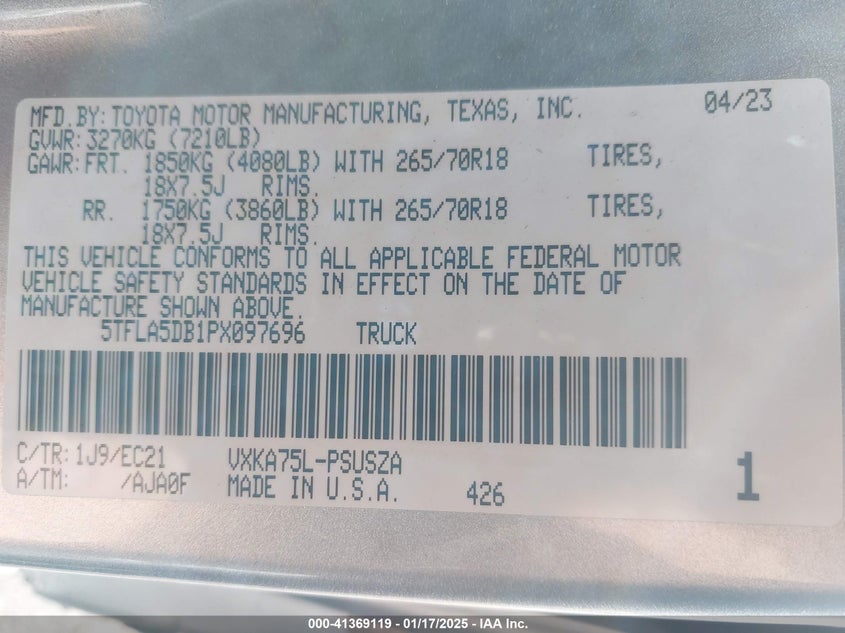 MFD.BY: TOYOTA MOTOR MANUFACTURING, TEXAS, INC. 04/23
GVWR: 3270KG (7210LB)
GAWR: FRT. 1850KG (4080LB) WITH 265/70R18 TIRES,
18X7.5J RIMS.
RR. 1750KG (3860LB) WITH 265/70R18 TIRES,
18X7.5J RIMS.
THIS VEHICLE CONFORMS TO ALL APPLICABLE FEDERAL MOTOR
VEHICLE SAFETY STANDARDS IN EFFECT ON THE DATE OF
MANUFACTURE SHOWN ABOVE.
5TFLA5DB1PX097696 TRUCK
C/TR: 1J9/EC21 VXKA75L-PSUSZA 1
A/TM: /AJA0F MADE IN U.S.A. 426
000-41369119 | 01/17/2025 - IAA Inc.